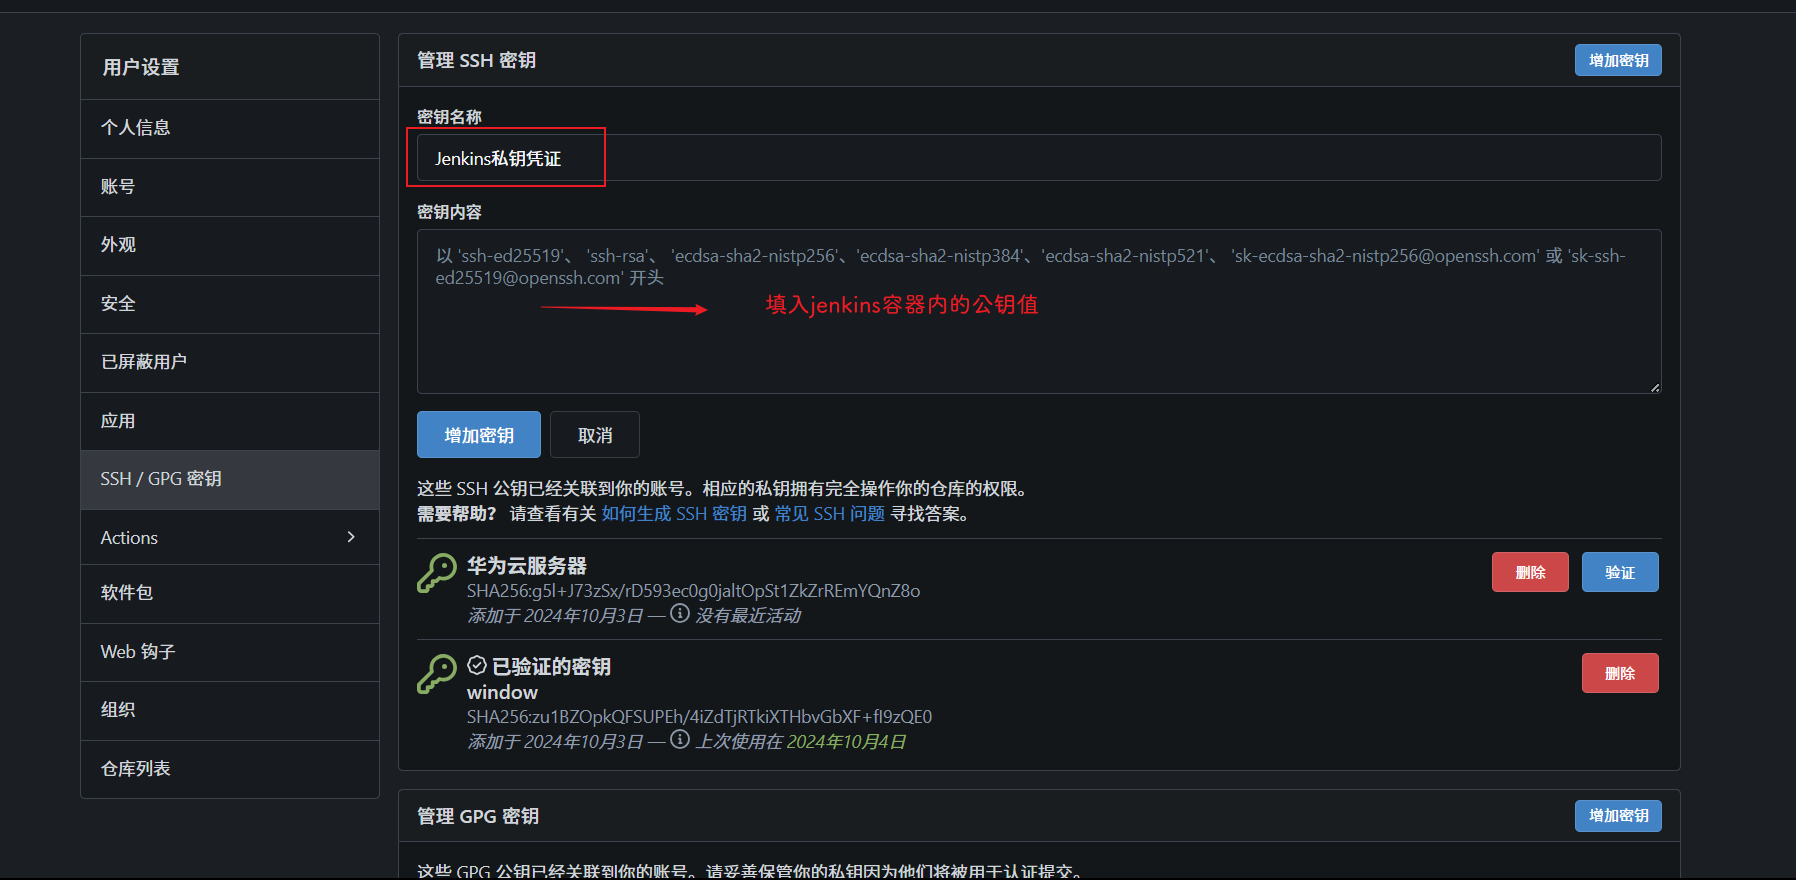 用户设置
个人信息
账号
外观
安全
已屏蔽用户
应用
SSH / GPG 密钥
Actions
软件包
Web 钩子
组织
仓库列表
管理 SSH 密钥
增加密钥
密钥名称
Jenkins私钥凭证
密钥内容
以 'ssh-ed25519'、 'ssh-rsa'、 'ecdsa-sha2-nistp256'、'ecdsa-sha2-nistp384'、'ecdsa-sha2-nistp521'、 'sk-ecdsa-sha2-nistp256@openssh.com' 或 'sk-ssh-
ed25519@openssh.com' 开头
填入jenkins容器内的公钥值
增加密钥
取消
这些 SSH 公钥已经关联到你的账号。相应的私钥拥有完全操作你的仓库的权限。
需要帮助? 请查看有关 如何生成 SSH 密钥 或 常见 SSH 问题 寻找答案。
华为云服务器
删除
验证
SHA256:g5l+J73zSx/rD593ec0g0jaltOpSt1ZkZrREmYQnZ8o
添加于 2024年10月3日 — 没有最近活动
已验证的密钥
删除
window
SHA256:zu1BZOpkQFSUPEh/4iZdTjRTkiXTHbvGbXF+fI9zQE0
添加于 2024年10月3日 — 上次使用在 2024年10月4日
管理 GPG 密钥
增加密钥
这些 GPG 公钥已经关联到你的账号。请妥善保管你的私钥因为他们将被用于认证提交。